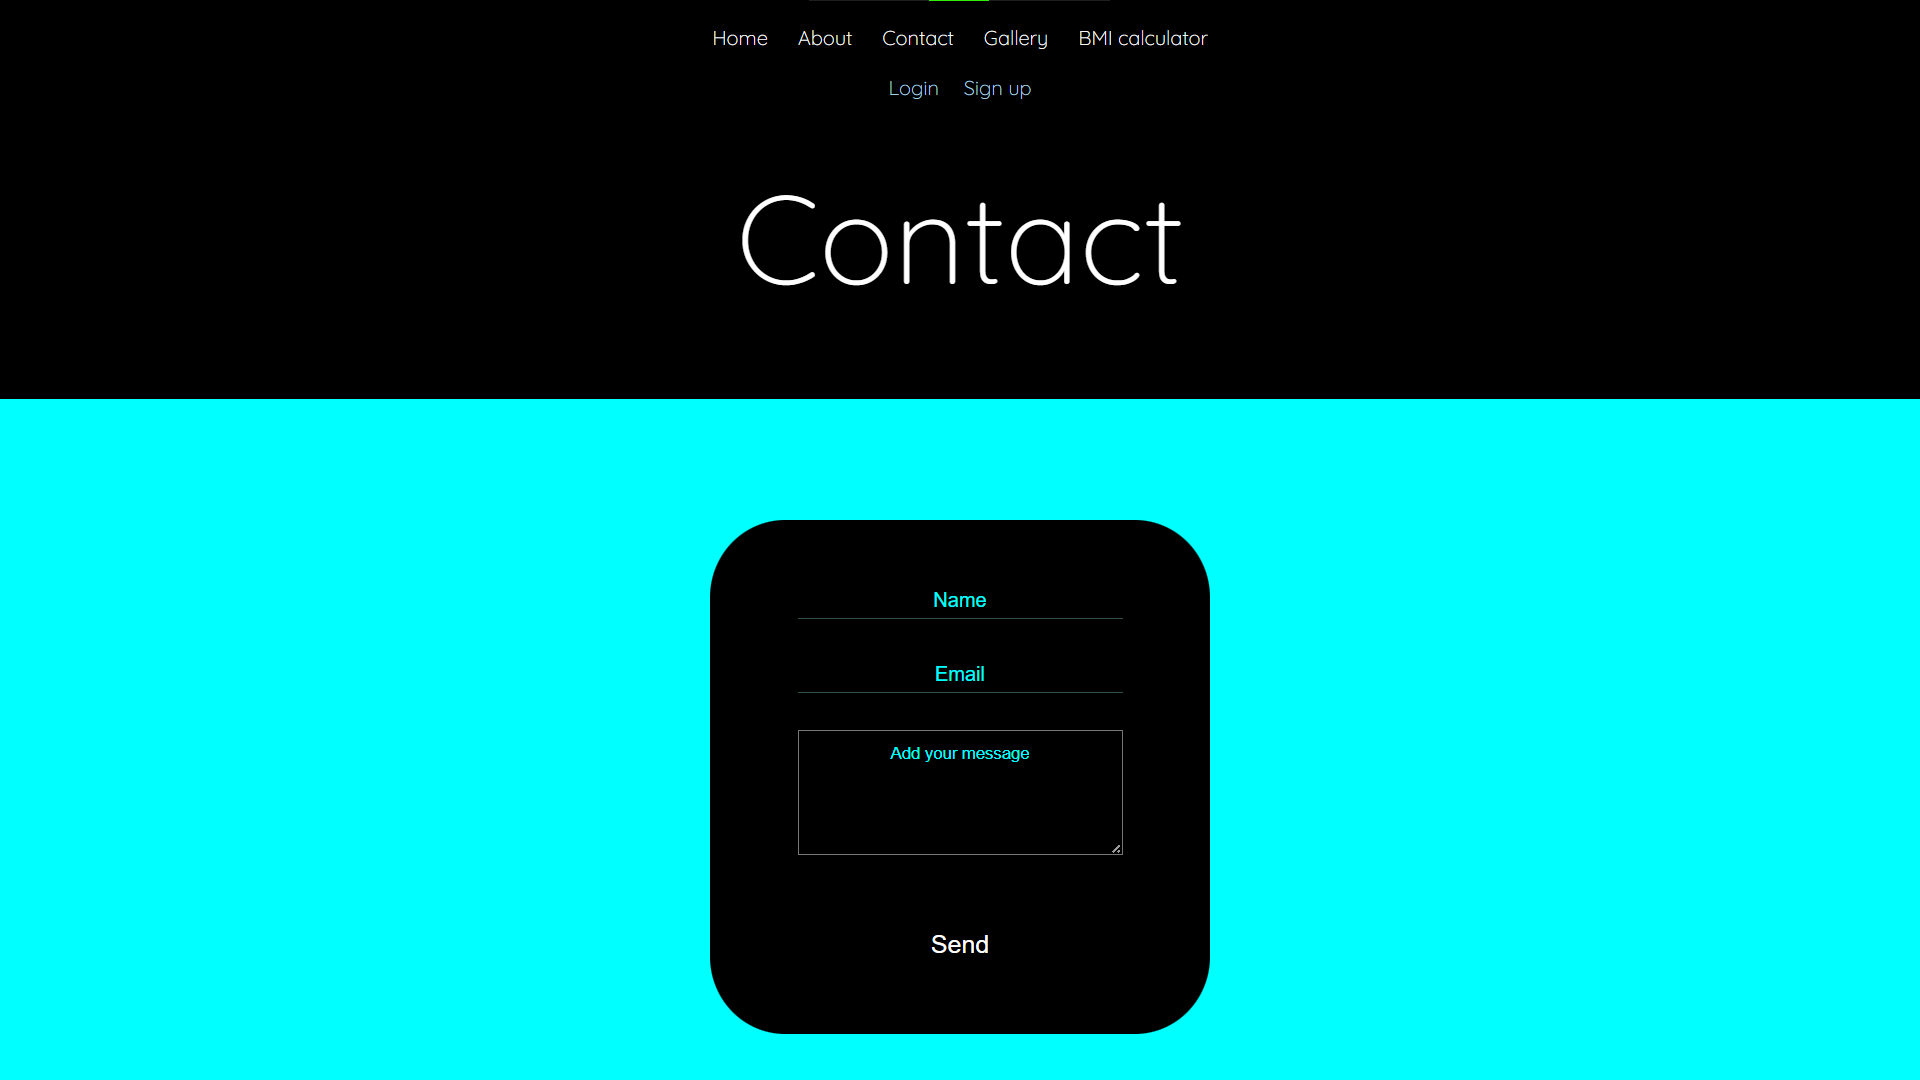 Home About Contact Gallery BMI calculator
Login Sign up
Contact
Name
Email
Add your message
Send